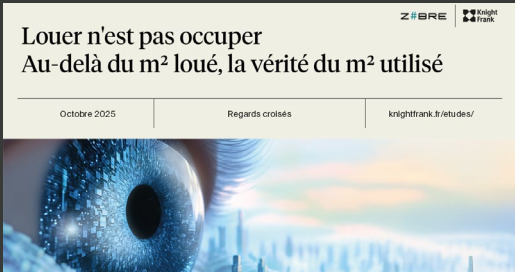 Z#BRE
Knight
Frank
Louer n'est pas occuper
Au-delà du m² loué, la vérité du m² utilisé
Octobre 2025
Regards croisés
knightfrank.fr/etudes/